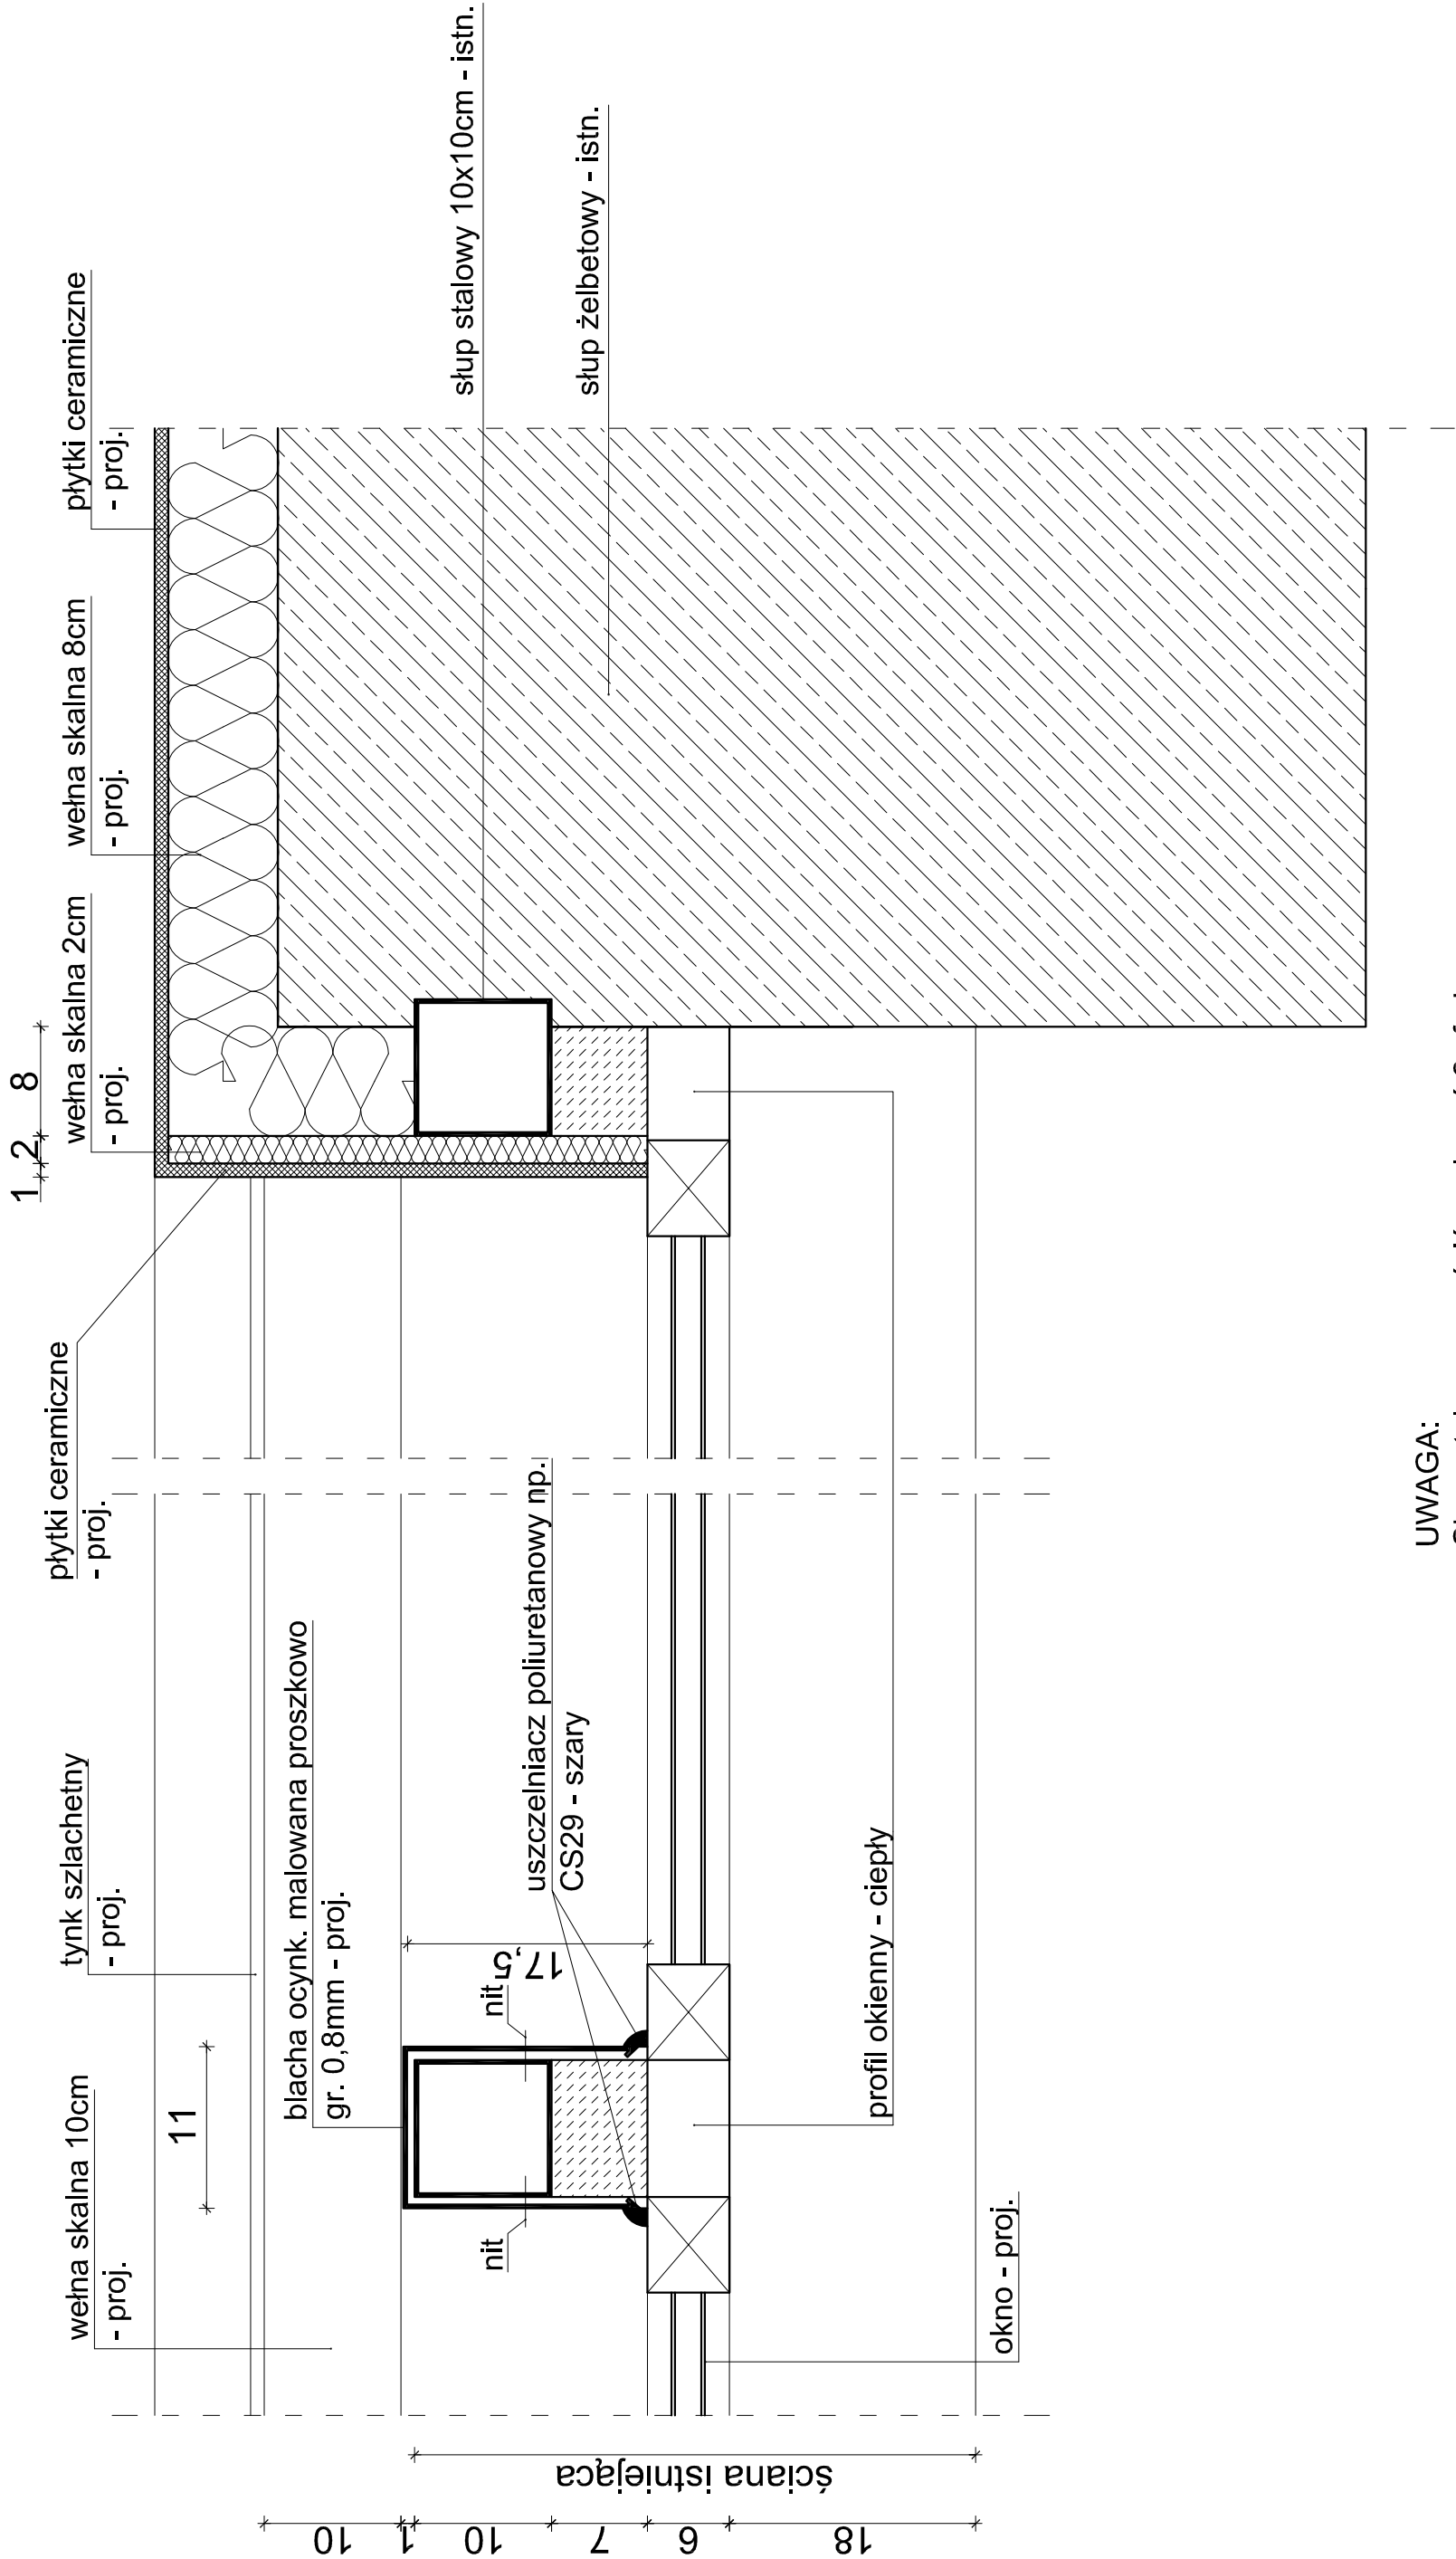 wełna skalna 10cm
- proj.
tynk szlachetny
- proj.
płytki ceramiczne
- proj.
1
2
8
wełna skalna 2cm
- proj.
wełna skalna 8cm
- proj.
płytki ceramiczne
- proj.
11
blacha ocynk. malowana proszkowo
gr. 0,8mm - proj.
nit
nit
17,5
uszczelniacz poliuretanowy np.
CS29 - szary
słup stalowy 10x10cm - istn.
słup żelbetowy - istn.
profil okienny - ciepły
okno - proj.
ściana istniejąca
10
1
10
7
6
18
UWAGA: